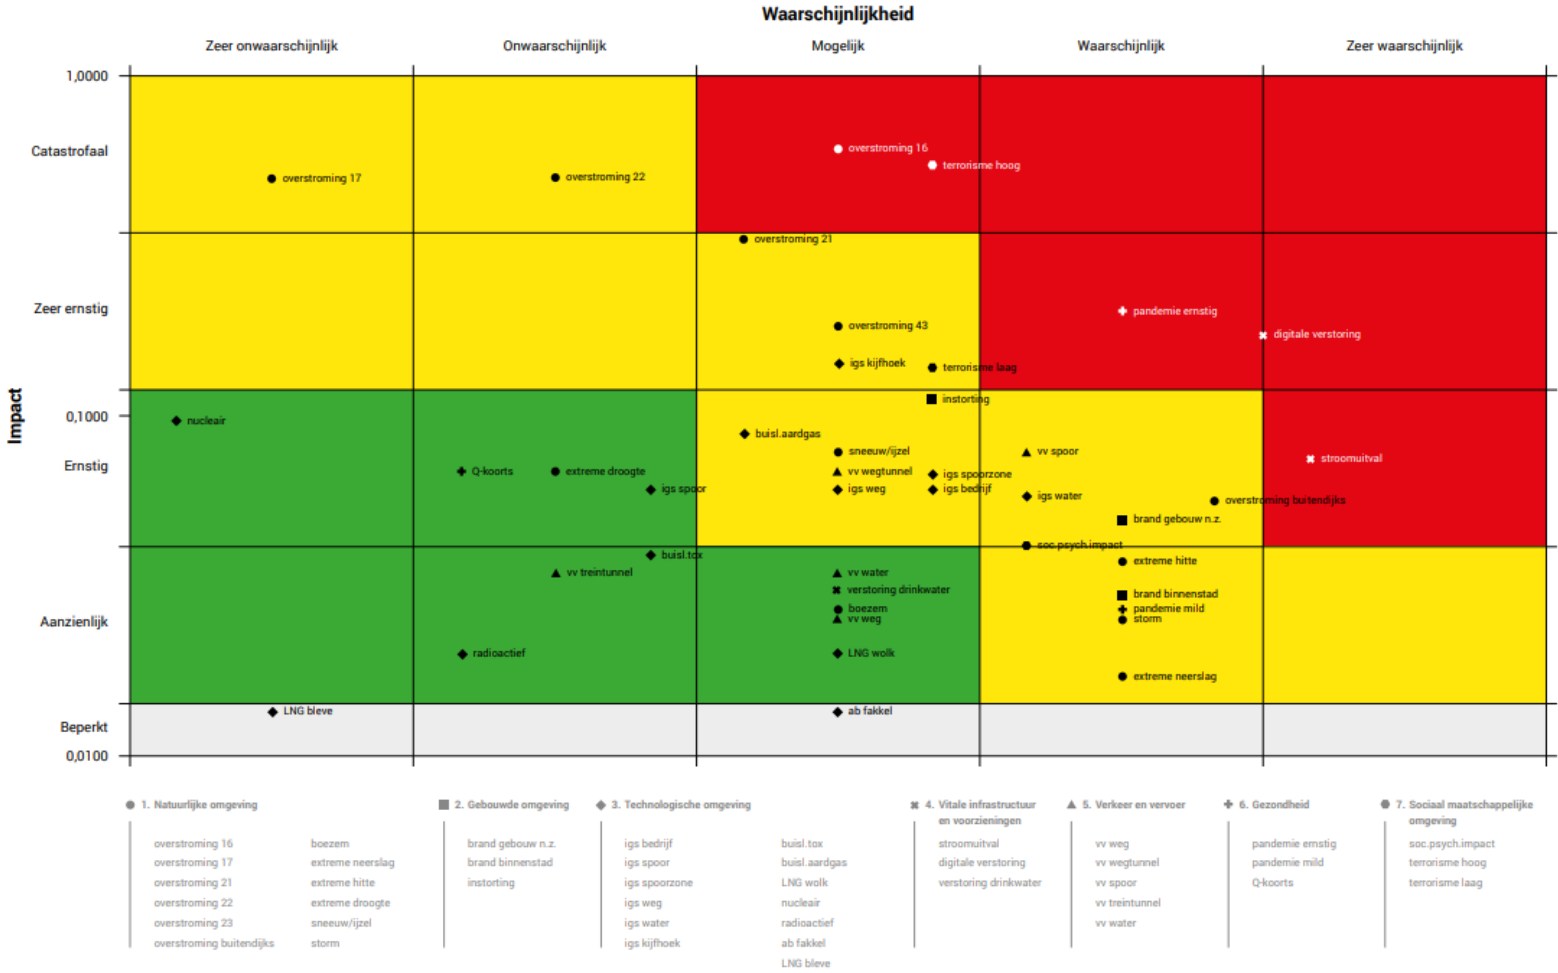 Waarschijnlijkheid
Zeer onwaarschijnlijk
Onwaarschijnlijk
Mogelijk
Waarschijnlijk
Zeer waarschijnlijk
Impact
1,0000
Catastrofaal
overstroming 17
overstroming 22
overstroming 16
terrorisme hoog
Zeer ernstig
overstroming 21
overstroming 43
igs kijfhoek
terrorisme laag
pandemie ernstig
digitale verstoring
0,1000
Ernstig
nucleair
Q-koorts
extreme droogte
igs spoor
instorting
buisl.aardgas
sneeuw/ijzel
vv wegtunnel
igs spoorzone
igs weg
igs bedrijf
vv spoor
igs water
overstroming buitendijks
brand gebouw n.z.
soc.psych.impact
stroomuitval
Aanzienlijk
buisl.tox
vv treintunnel
radioactief
vv water
verstoring drinkwater
boezem
vv weg
LNG wolk
extreme hitte
brand binnenstad
pandemie mild
storm
extreme neerslag
Beperkt
LNG bleve
ab fakkel
0,0100
1. Natuurlijke omgeving
overstroming 16
overstroming 17
overstroming 21
overstroming 22
overstroming 23
overstroming buitendijks
boezem
extreme neerslag
extreme hitte
extreme droogte
sneeuw/ijzel
storm
2. Gebouwde omgeving
brand gebouw n.z.
brand binnenstad
instorting
3. Technologische omgeving
igs bedrijf
igs spoor
igs spoorzone
igs weg
igs water
igs kijfhoek
buisl.tox
buisl.aardgas
LNG wolk
nucleair
radioactief
ab fakkel
LNG bleve
4. Vitale infrastructuur
en voorzieningen
stroomuitval
digitale verstoring
verstoring drinkwater
5. Verkeer en vervoer
vv weg
vv wegtunnel
vv spoor
vv treintunnel
vv water
6. Gezondheid
pandemie ernstig
pandemie mild
Q-koorts
7. Sociaal maatschappelijke
omgeving
soc.psych.impact
terrorisme hoog
terrorisme laag